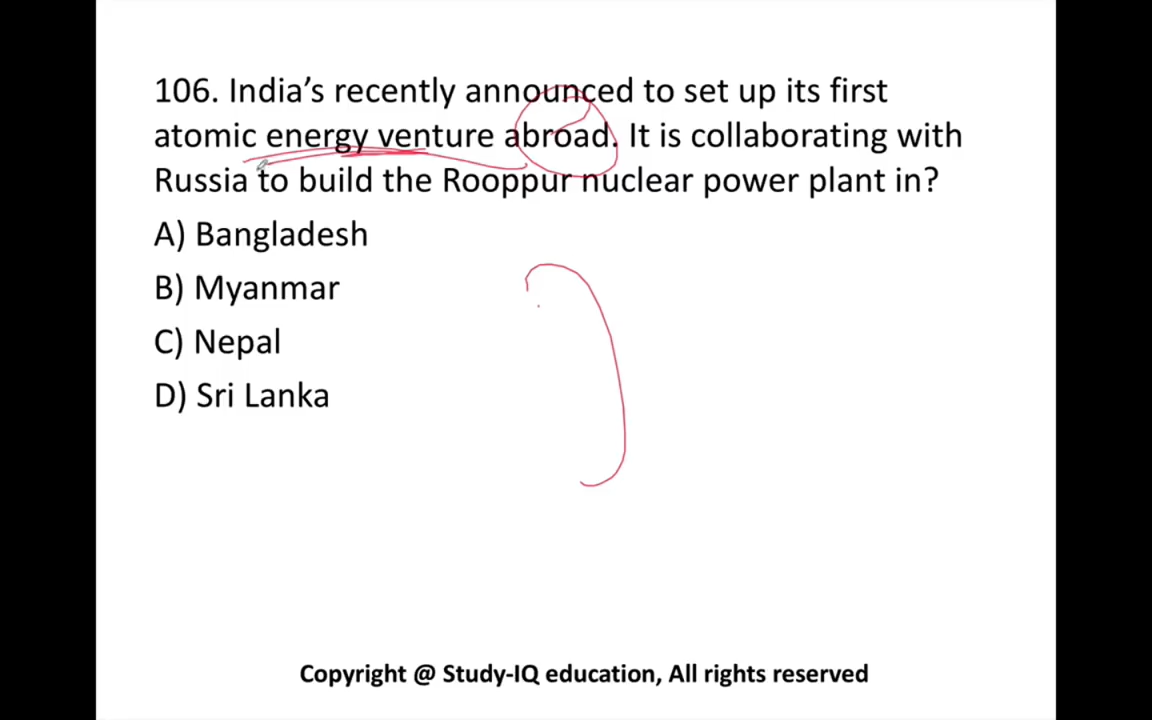 106. India's recently announced to set up its first
atomic energy venture abroad. It is collaborating with
Russia to build the Rooppur nuclear power plant in?
A) Bangladesh
B) Myanmar
C) Nepal
D) Sri Lanka
Copyright @ Study-IQ education, All rights reserved